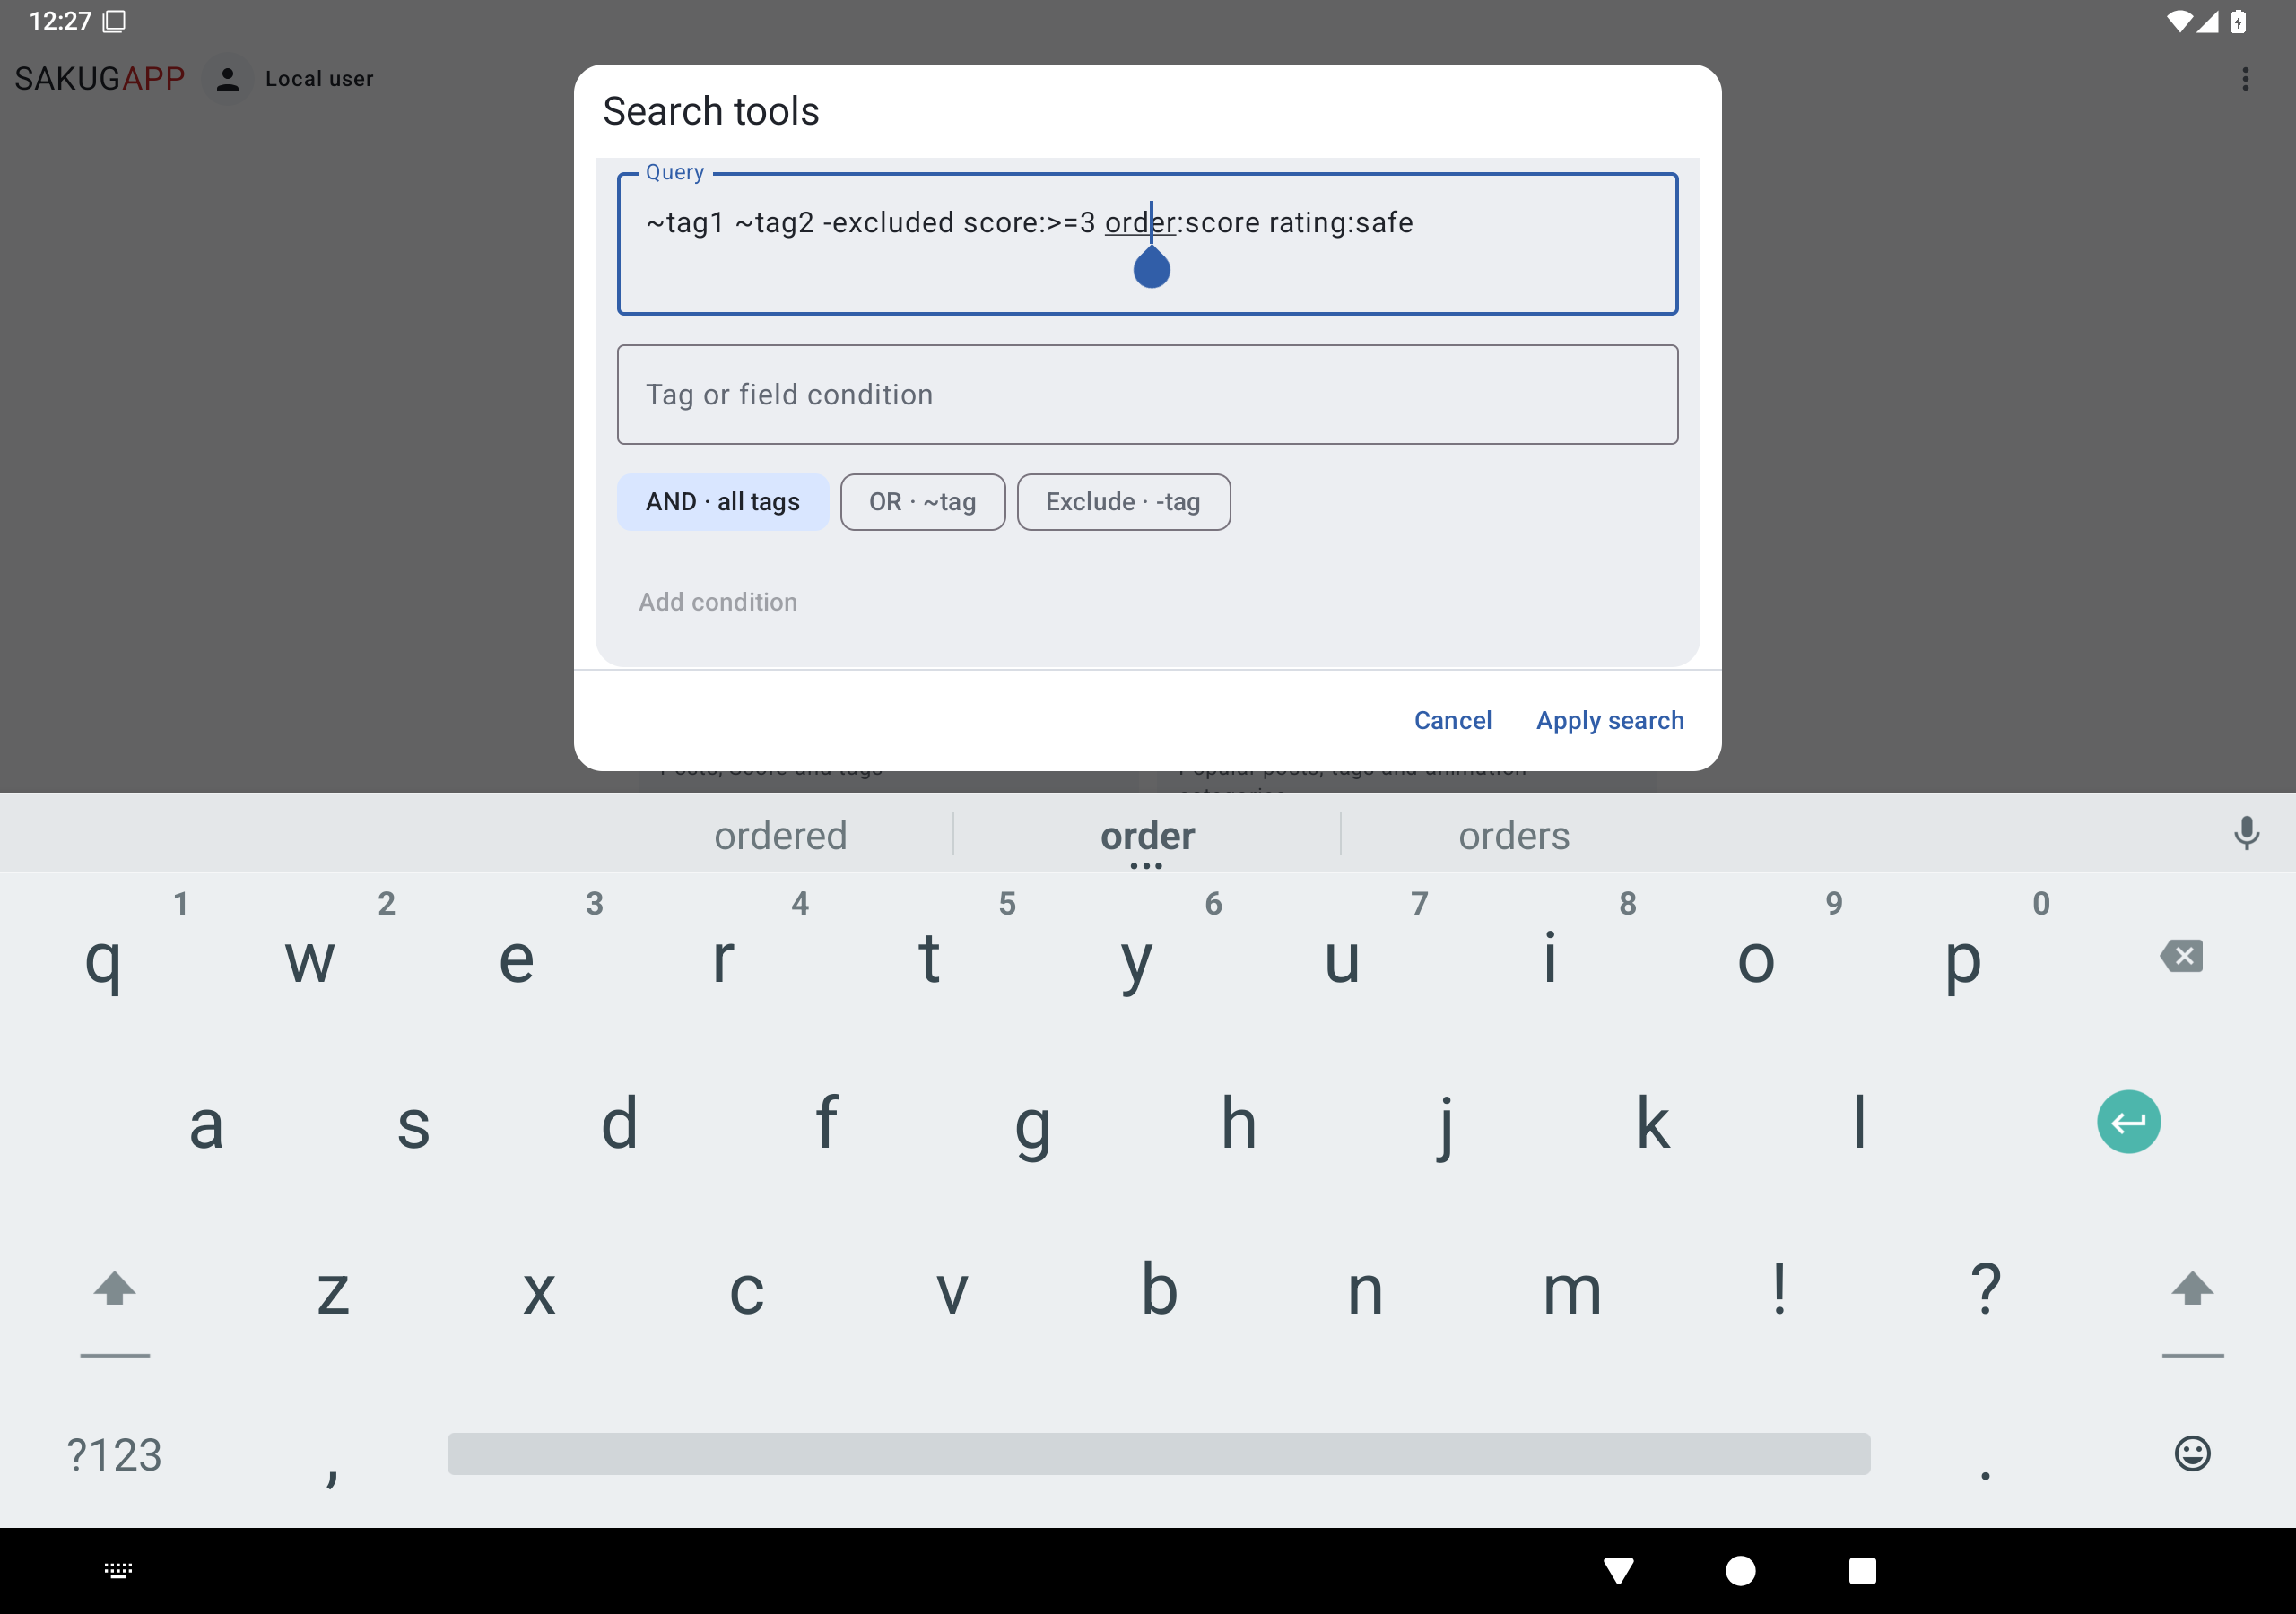 12:27
SAKUGAPP Local user
Search tools
Query
~tag1 ~tag2 -excluded score:>=3 order:score rating:safe
Tag or field condition
AND · all tags OR · ~tag Exclude · -tag
Add condition
Cancel Apply search
ordered order orders
1 2 3 4 5 6 7 8 9 0
q w e r t y u i o p
a s d f g h j k l
z x c v b n m ! ?
?123 , .